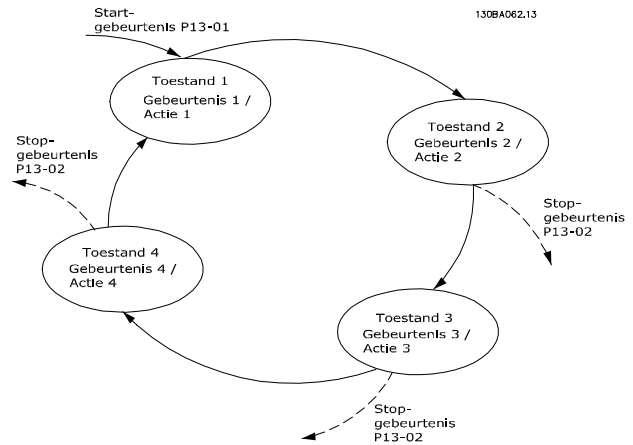 Start-
gebeurtenis P13-01
130BA062.13
Toestand 1
Gebeurtenis 1 /
Actie 1
Toestand 2
Gebeurtenis 2 /
Actie 2
Stop-
gebeurtenis
P13-02
Stop-
gebeurtenis
P13-02
Toestand 4
Gebeurtenis 4 /
Actie 4
Toestand 3
Gebeurtenis 3 /
Actie 3
Stop-
gebeurtenis
P13-02